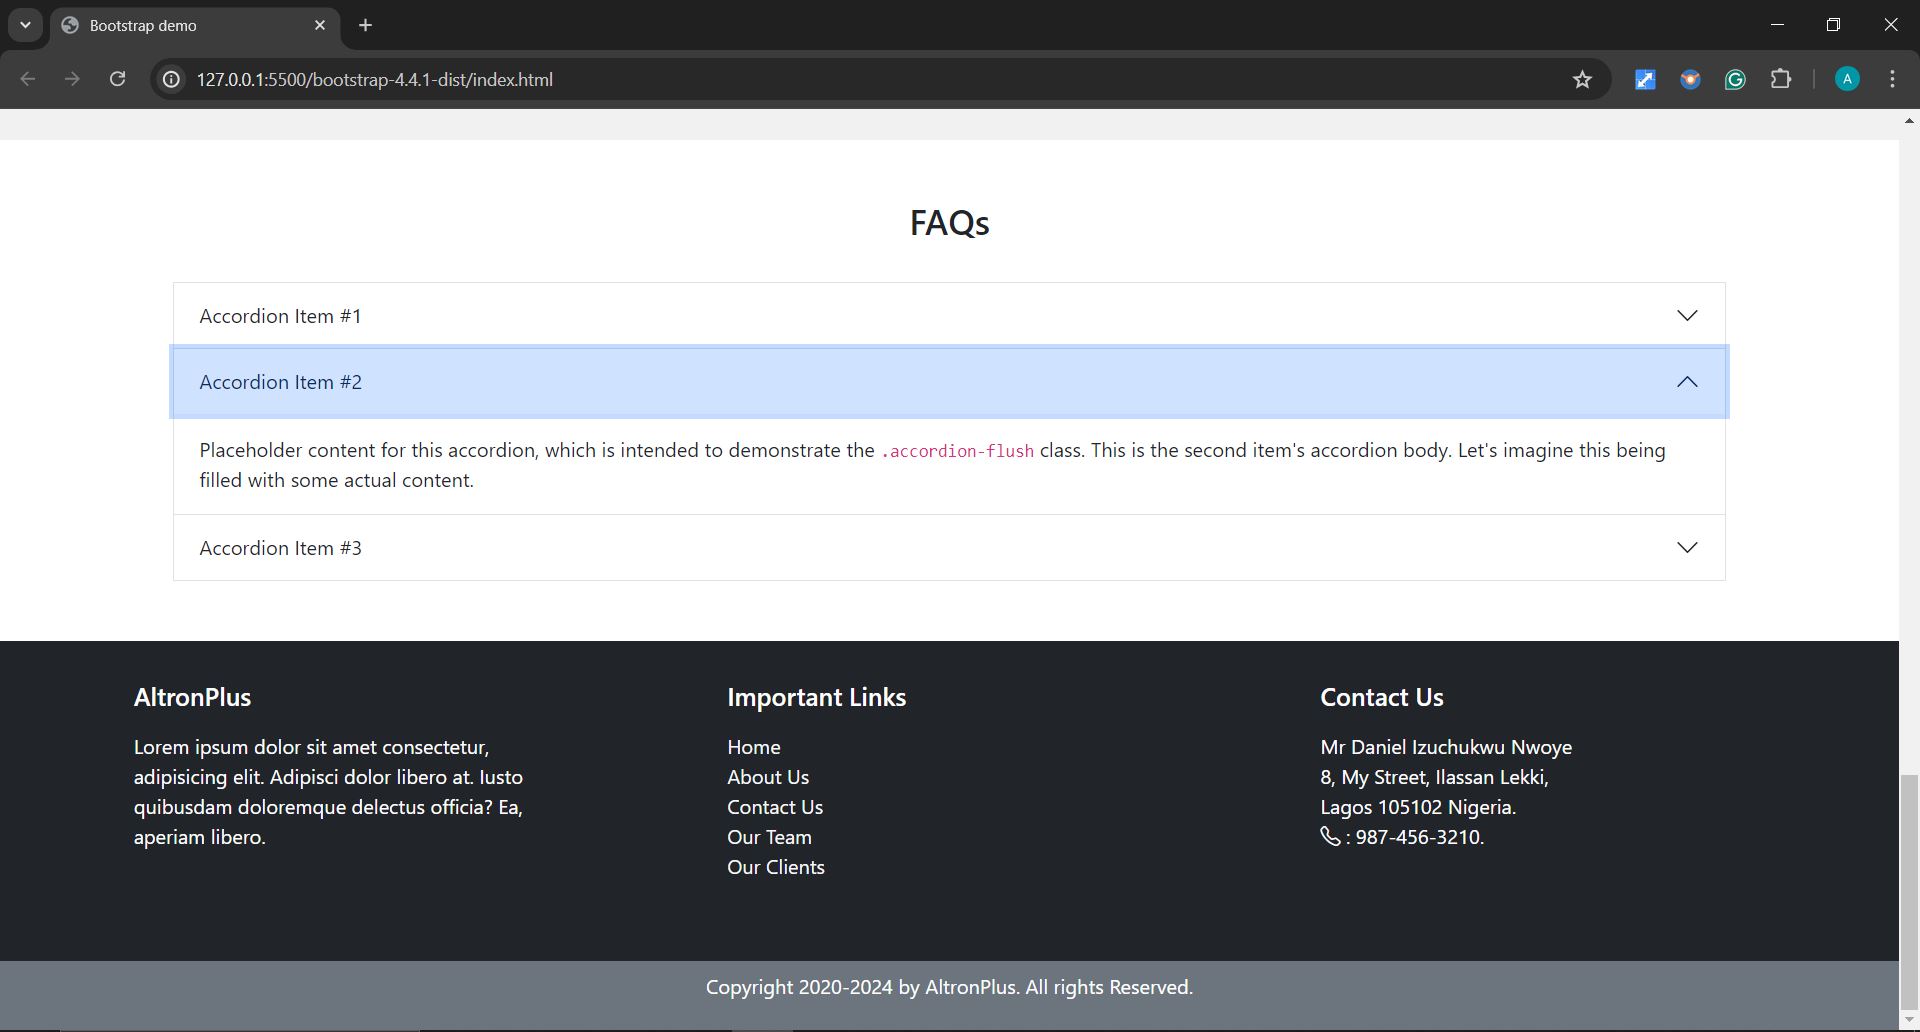 Bootstrap demo
127.0.0.1:5500/bootstrap-4.4.1-dist/index.html
A
FAQs
Accordion Item #1
Accordion Item #2
Placeholder content for this accordion, which is intended to demonstrate the .accordion-flush class. This is the second item's accordion body. Let's imagine this being
filled with some actual content.
Accordion Item #3
AltronPlus
Lorem ipsum dolor sit amet consectetur,
adipisicing elit. Adipisci dolor libero at. Iusto
quibusdam doloremque delectus officia? Ea,
aperiam libero.
Important Links
Home
About Us
Contact Us
Our Team
Our Clients
Contact Us
Mr Daniel Izuchukwu Nwoye
8, My Street, Ilassan Lekki,
Lagos 105102 Nigeria.
: 987-456-3210.
Copyright 2020-2024 by AltronPlus. All rights Reserved.